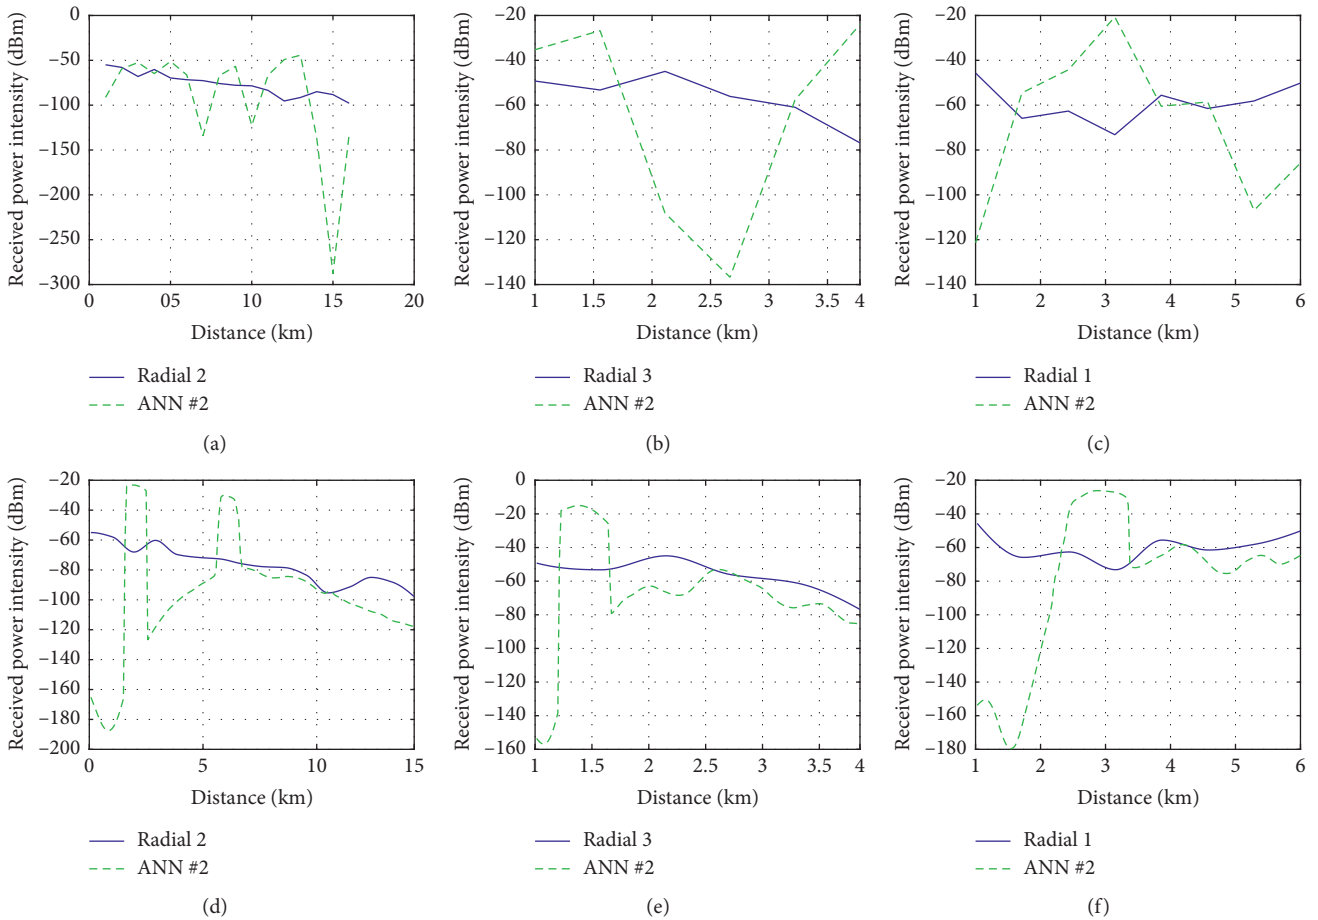 Received power intensity (dBm)
0
–50
–100
–150
–200
–250
–300
0 05 10 15 20
Distance (km)
Radial 2
ANN #2
(a)
Received power intensity (dBm)
–20
–40
–60
–80
–100
–120
–140
1 1.5 2 2.5 3 3.5 4
Distance (km)
Radial 3
ANN #2
(b)
Received power intensity (dBm)
–20
–40
–60
–80
–100
–120
–140
1 2 3 4 5 6
Distance (km)
Radial 1
ANN #2
(c)
Received power intensity (dBm)
–20
–40
–60
–80
–100
–120
–140
–160
–180
–200
0 5 10 15
Distance (km)
Radial 2
ANN #2
(d)
Received power intensity (dBm)
0
–20
–40
–60
–80
–100
–120
–140
–160
1 1.5 2 2.5 3 3.5 4
Distance (km)
Radial 3
ANN #2
(e)
Received power intensity (dBm)
–20
–40
–60
–80
–100
–120
–140
–160
–180
1 2 3 4 5 6
Distance (km)
Radial 1
ANN #2
(f)